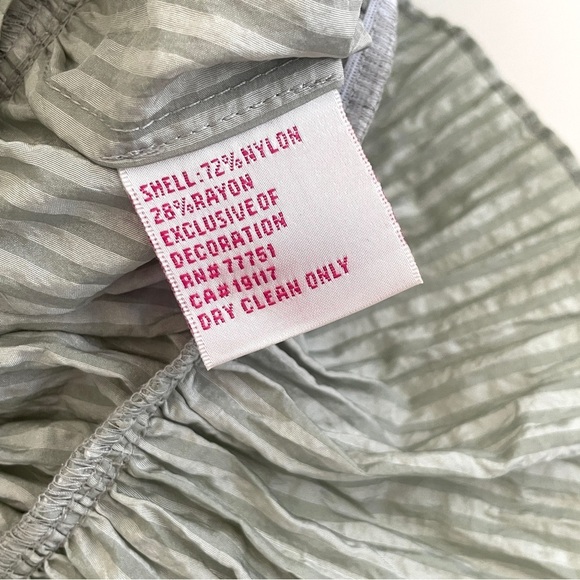 SHELL:72%NYLON
28%RAYON
EXCLUSIVE OF
DECORATION
RN# 77751
CA# 19117
DRY CLEAN ONLY